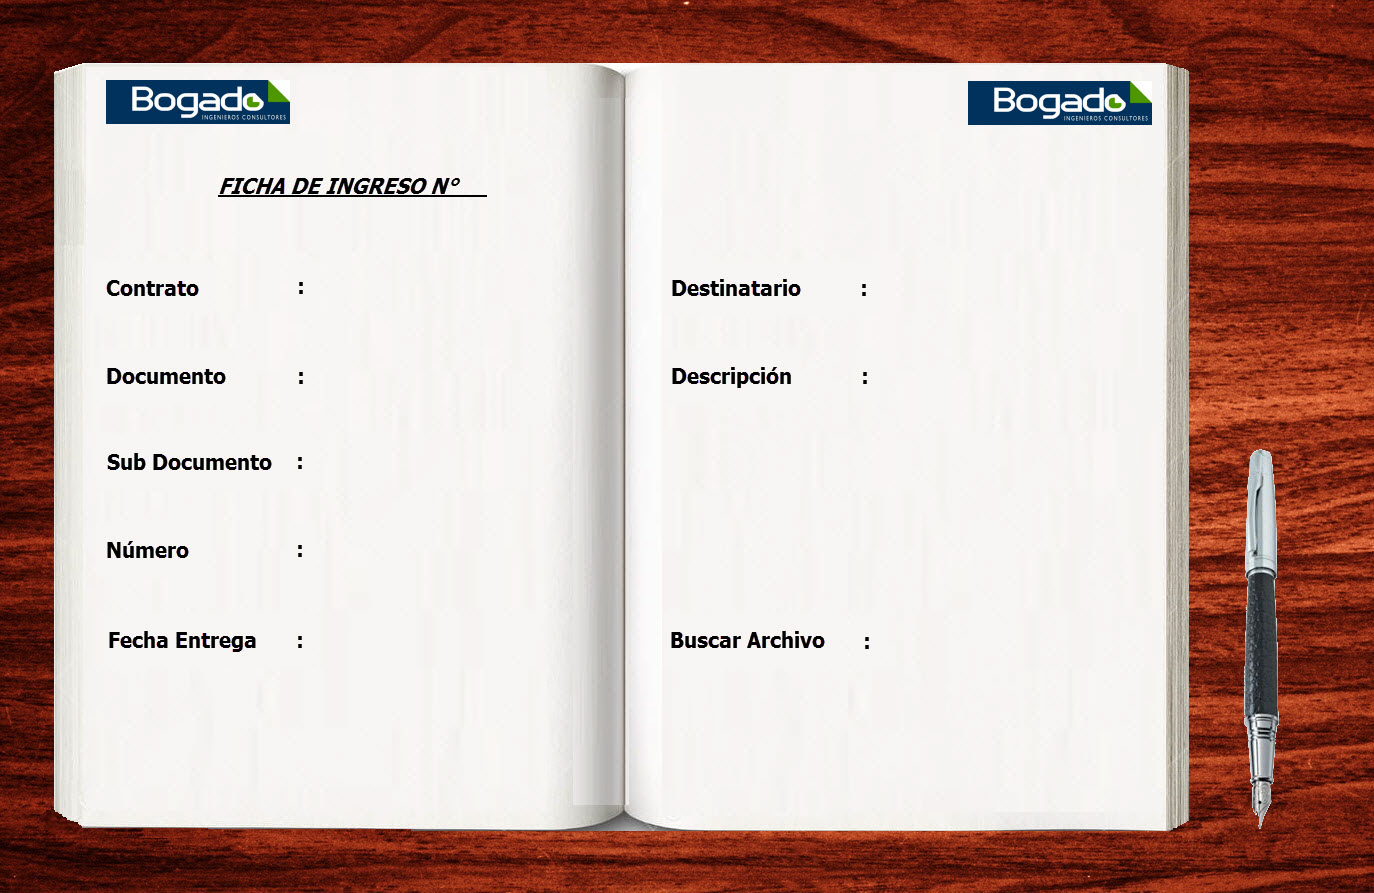 Bogado
INGENIEROS CONSULTORES
FICHA DE INGRESO N°
Contrato :
Documento :
Sub Documento :
Número :
Fecha Entrega :
Bogado
INGENIEROS CONSULTORES
Destinatario :
Descripción :
Buscar Archivo :